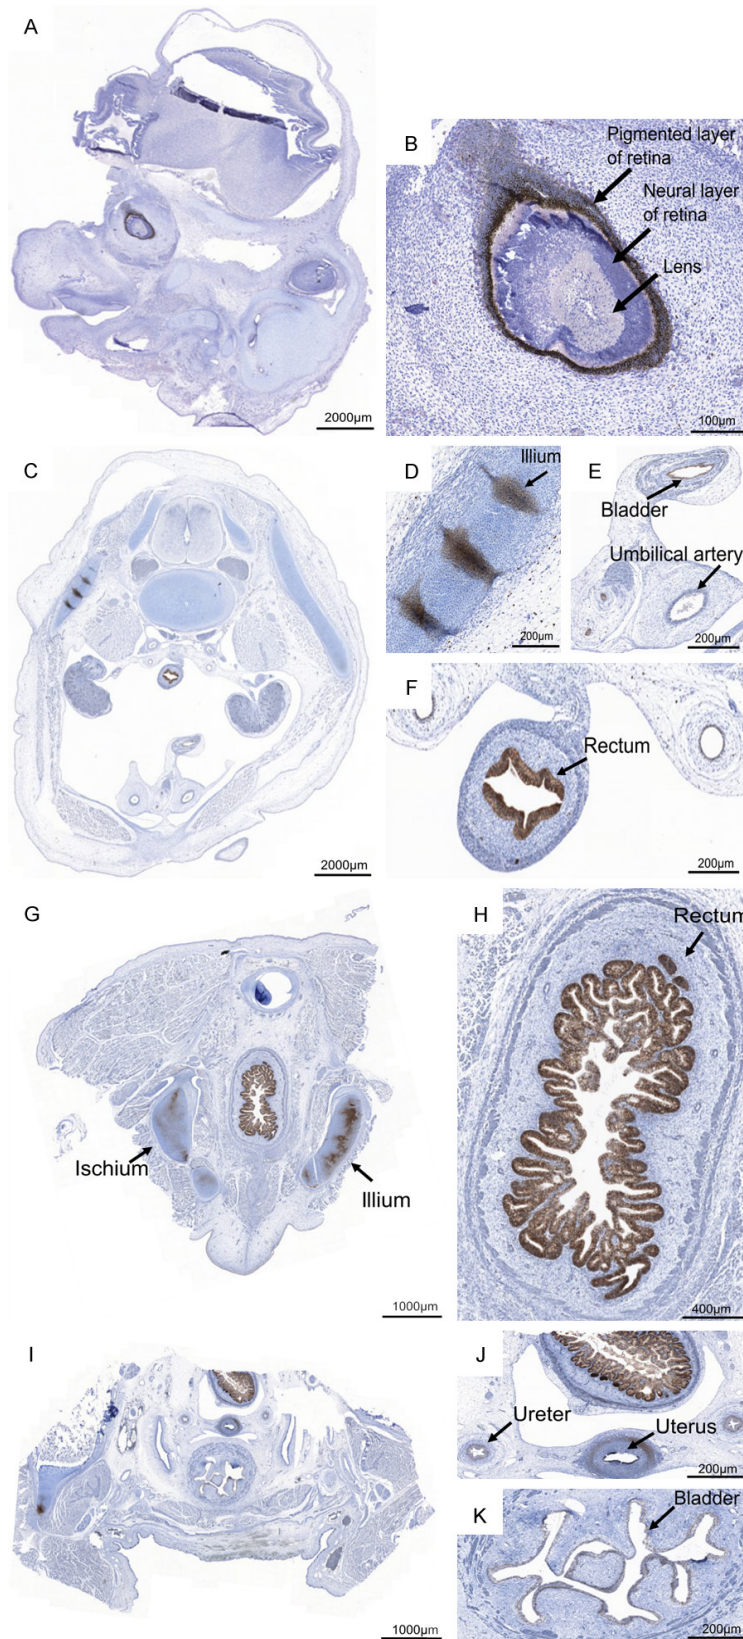 A
2000μm
B
Pigmented layer
of retina
Neural layer
of retina
Lens
100μm
C
2000μm
D
Illium
200μm
E
Bladder
Umbilical artery
200μm
F
Rectum
200μm
G
Ischium
Illium
1000μm
H
Rectum
400μm
I
1000μm
J
Ureter
Uterus
200μm
K
Bladder
200μm